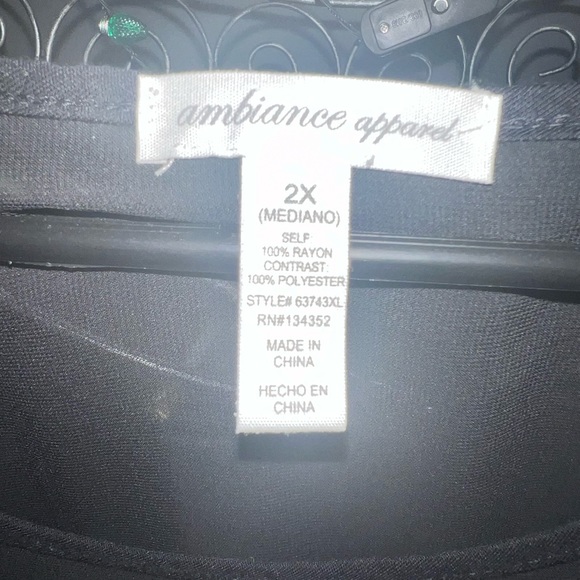 ambiance apparel
2X
(MEDIANO)
SELF
100% RAYON
CONTRAST:
100% POLYESTER
STYLE# 63743XL
RN#134352
MADE IN
CHINA
HECHO EN
CHINA